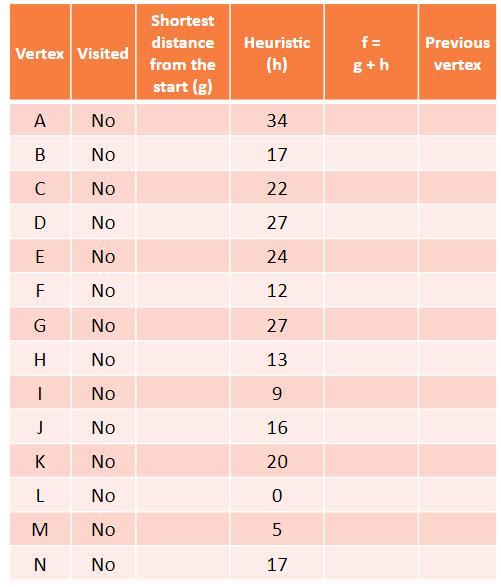 Vertex Visited Shortest distance from the start (g) Heuristic (h) f = g + h Previous vertex
A No 34
B No 17
C No 22
D No 27
E No 24
F No 12
G No 27
H No 13
I No 9
J No 16
K No 20
L No 0
M No 5
N No 17